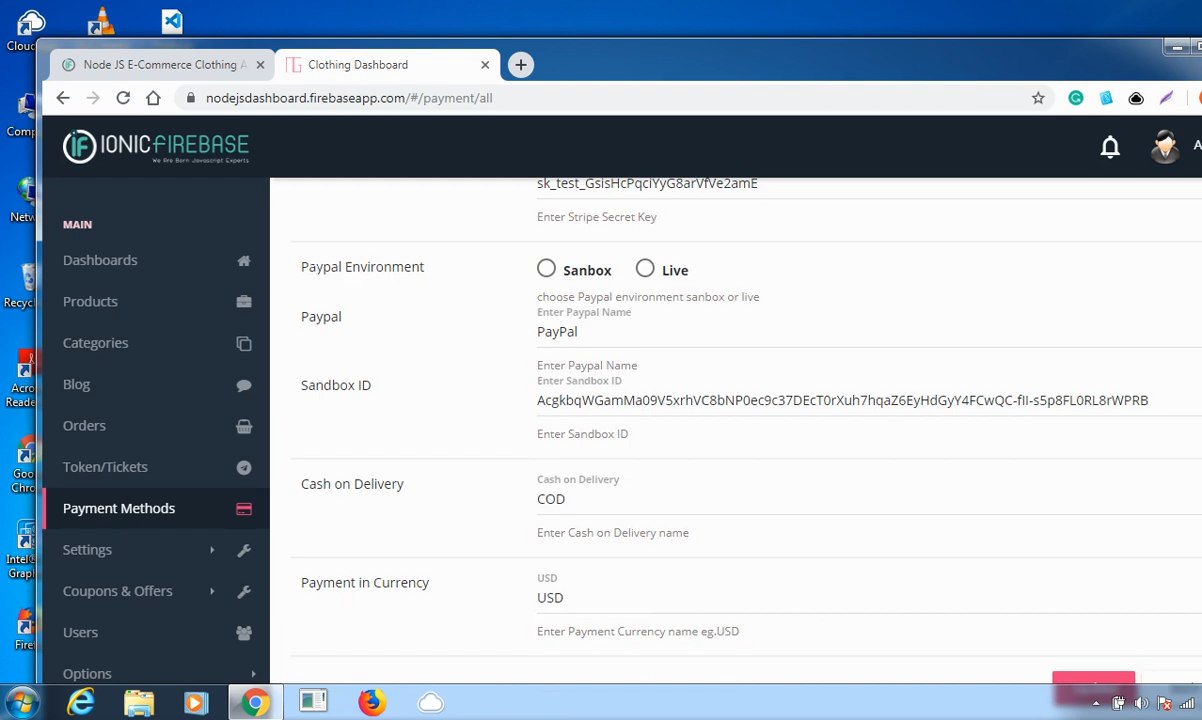 Node JS E-Commerce Clothing A
Clothing Dashboard
nodejsdashboard.firebaseapp.com/#/payment/all
IONICFIREBASE
We Are Born Javascript Experts
MAIN
Dashboards
Products
Categories
Blog
Orders
Token/Tickets
Payment Methods
Settings
Coupons & Offers
Users
Options
sk_test_GsisHcPqciYyG8arVfVe2amE
Enter Stripe Secret Key
Paypal Environment
Sanbox
Live
choose Paypal environment sanbox or live
Paypal
Enter Paypal Name
PayPal
Enter Paypal Name
Sandbox ID
Enter Sandbox ID
AcgkbqWGamMa09V5xrhVC8bNP0ec9c37DEcT0rXuh7hqaZ6EyHdGyY4FCwQC-fII-s5p8FL0RL8rWPRB
Enter Sandbox ID
Cash on Delivery
Cash on Delivery
COD
Enter Cash on Delivery name
Payment in Currency
USD
USD
Enter Payment Currency name eg.USD